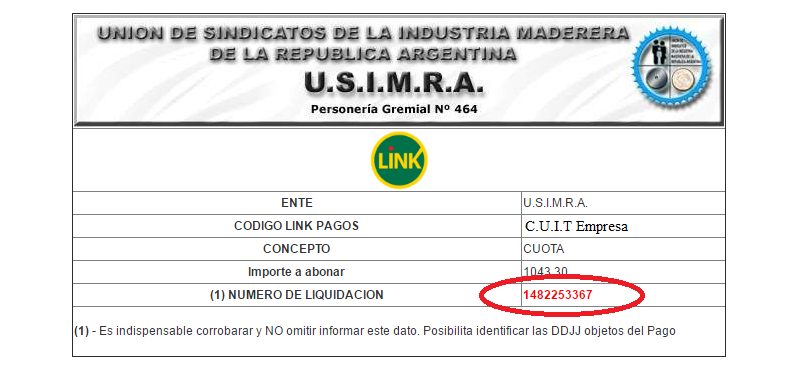 UNION DE SINDICATOS DE LA INDUSTRIA MADERERA
DE LA REPUBLICA ARGENTINA
U.S.I.M.R.A.
Personería Gremial Nº 464
LINK
ENTE U.S.I.M.R.A.
CODIGO LINK PAGOS C.U.I.T Empresa
CONCEPTO CUOTA
Importe a abonar 1043.30
(1) NUMERO DE LIQUIDACION 1482253367
(1) - Es indispensable corrobarar y NO omitir informar este dato. Posibilita identificar las DDJJ objetos del Pago